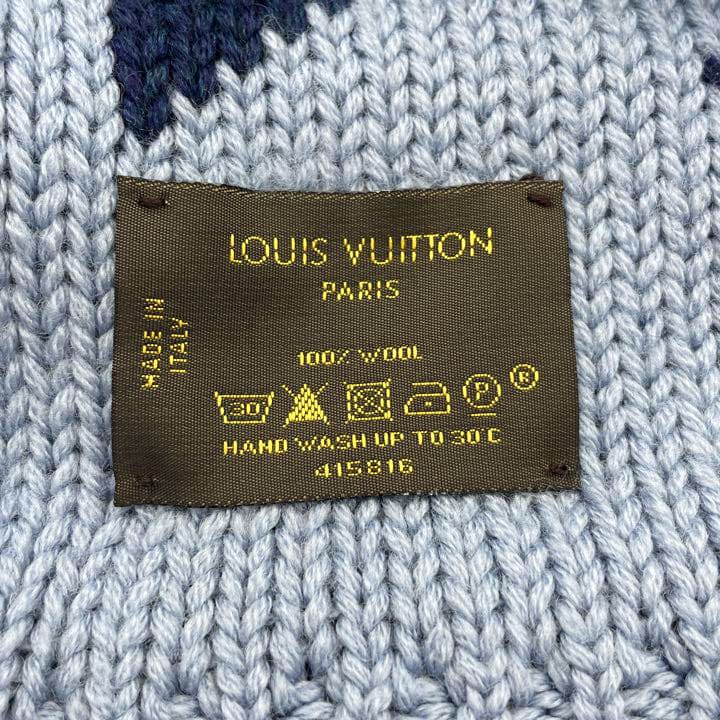 LOUIS VUITTON
PARIS
MADE IN
ITALY
100% WOOL
30
P
®
HAND WASH UP TO 30°C
415816